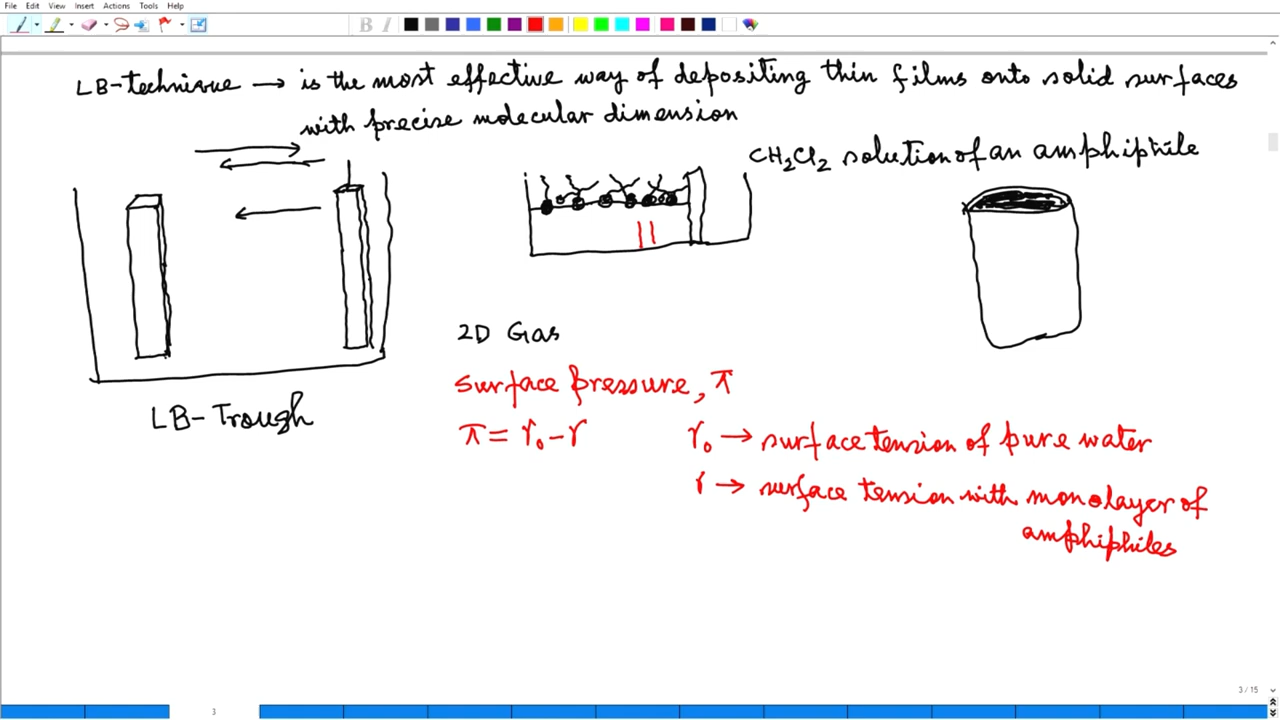 File Edit View Insert Actions Tools Help
B I
LB-technique → is the most effective way of depositing thin films onto solid surfaces
with precise molecular dimension
CH2Cl2 solution of an amphiphile
2D Gas
surface pressure, π
LB-Trough
π = γ₀ - γ
γ₀ → surface tension of pure water
γ → surface tension with monolayer of
amphiphiles
3 / 15
3